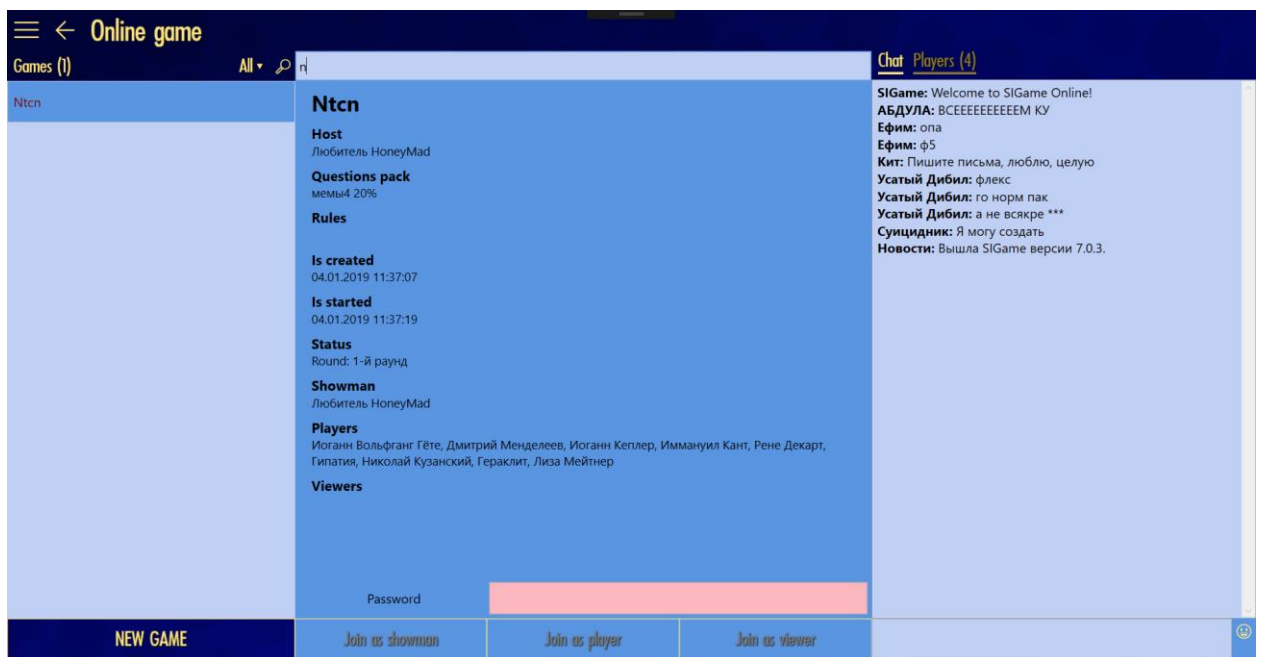 Online game
Games (1)
All
n
Chat Players (4)
Ntcn
Ntcn
Host
Любитель HoneyMad
Questions pack
мемы4 20%
Rules
Is created
04.01.2019 11:37:07
Is started
04.01.2019 11:37:19
Status
Round: 1-й раунд
Showman
Любитель HoneyMad
Players
Иоганн Вольфганг Гёте, Дмитрий Менделеев, Иоганн Кеплер, Иммануил Кант, Рене Декарт,
Гипатия, Николай Кузанский, Гераклит, Лиза Мейтнер
Viewers
Password
SIGame: Welcome to SIGame Online!
АБДУЛА: ВСЕЕЕЕЕЕЕЕЕЕМ КУ
Ефим: опа
Ефим: ф5
Кит: Пишите письма, люблю, целую
Усатый Дибил: флекс
Усатый Дибил: го норм пак
Усатый Дибил: а не всякре ***
Суицидник: Я могу создать
Новости: Вышла SIGame версии 7.0.3.
NEW GAME
Join as showman
Join as player
Join as viewer